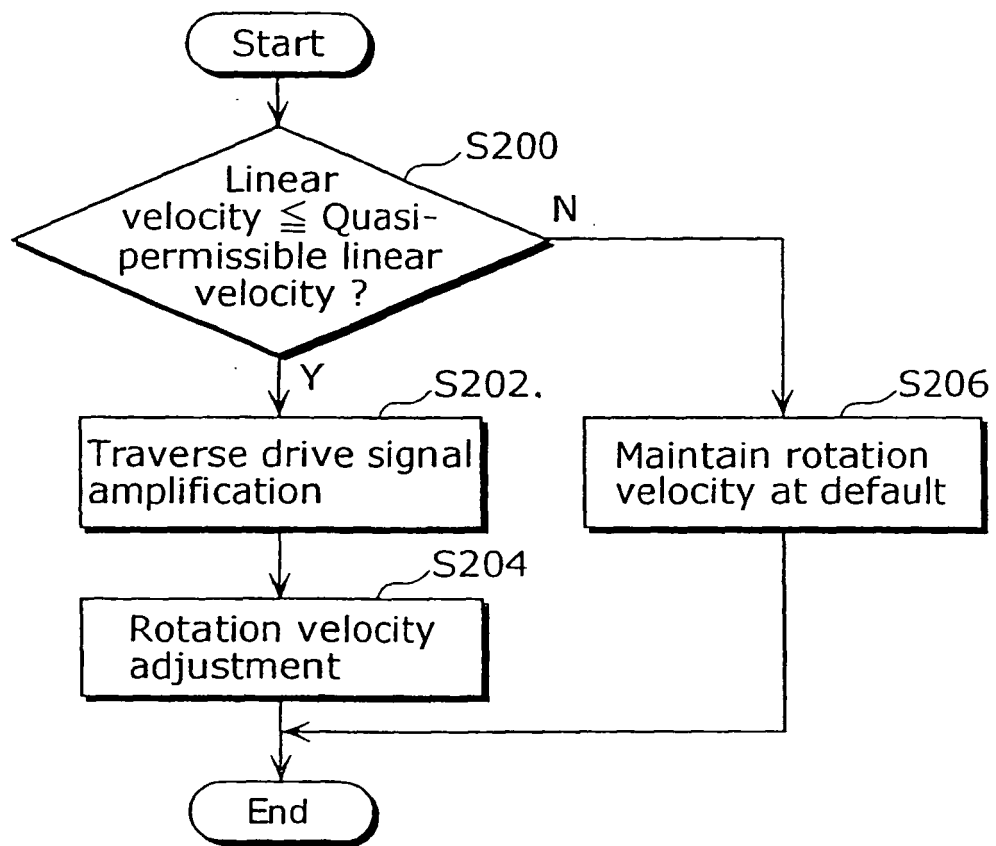 Start
S200
Linear
velocity ≦ Quasi-
permissible linear
velocity ?
N
Y
S202.
Traverse drive signal
amplification
S206
Maintain rotation
velocity at default
S204
Rotation velocity
adjustment
End